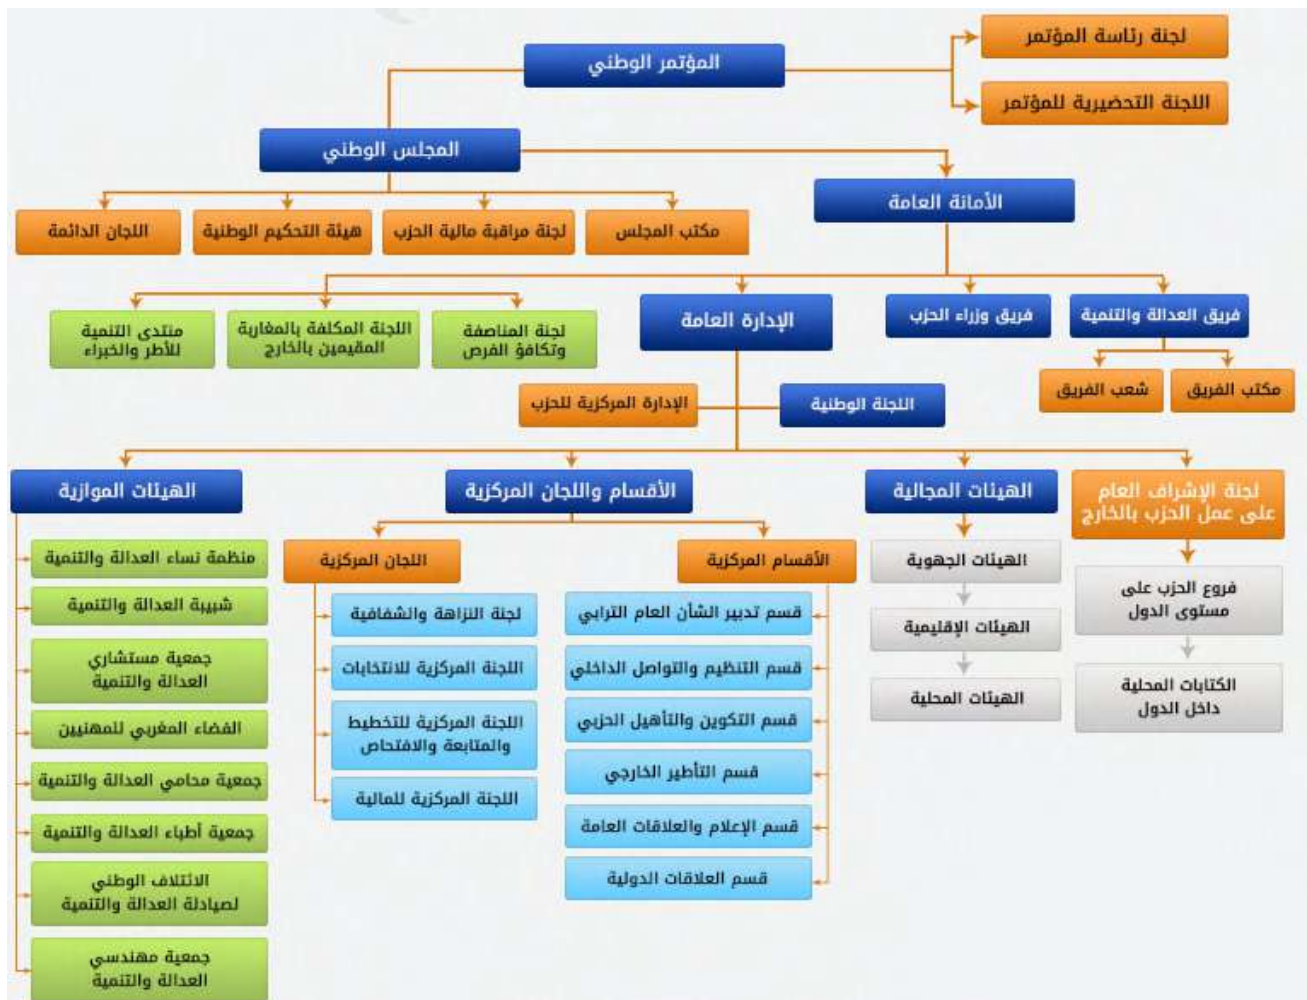 لجنة رئاسة المؤتمر
المؤتمر الوطني
اللجنة التحضيرية للمؤتمر
المجلس الوطني
الأمانة العامة
مكتب المجلس
لجنة مراقبة مالية الحزب
هيئة التحكيم الوطنية
اللجان الدائمة
فريق العدالة والتنمية
فريق وزراء الحزب
الإدارة العامة
لجنة المناصفة
وتكافؤ الفرص
اللجنة المكلفة بالمغاربة
المقيمين بالخارج
منتدى التنمية
للأطر والخبراء
مكتب الفريق
شعب الفريق
اللجنة الوطنية
الإدارة المركزية للحزب
لجنة الإشراف العام
على عمل الحزب بالخارج
الهيئات المجالية
الأقسام واللجان المركزية
الهيئات الموازية
فروع الحزب على
مستوى الدول
الكتابات المحلية
داخل الدول
الهيئات الجهوية
الهيئات الإقليمية
الهيئات المحلية
الأقسام المركزية
قسم تدبير الشأن العام الترابي
قسم التنظيم والتواصل الداخلي
قسم التكوين والتأهيل الحزبي
قسم التأطير الخارجي
قسم الإعلام والعلاقات العامة
قسم العلاقات الدولية
اللجان المركزية
لجنة النزاهة والشفافية
اللجنة المركزية للانتخابات
اللجنة المركزية للتخطيط
والمتابعة والافتحاص
اللجنة المركزية للمالية
منظمة نساء العدالة والتنمية
شبيبة العدالة والتنمية
جمعية مستشاري
العدالة والتنمية
الفضاء المغربي للمهنيين
جمعية محامي العدالة والتنمية
جمعية أطباء العدالة والتنمية
الائتلاف الوطني
لصيادلة العدالة والتنمية
جمعية مهندسي
العدالة والتنمية